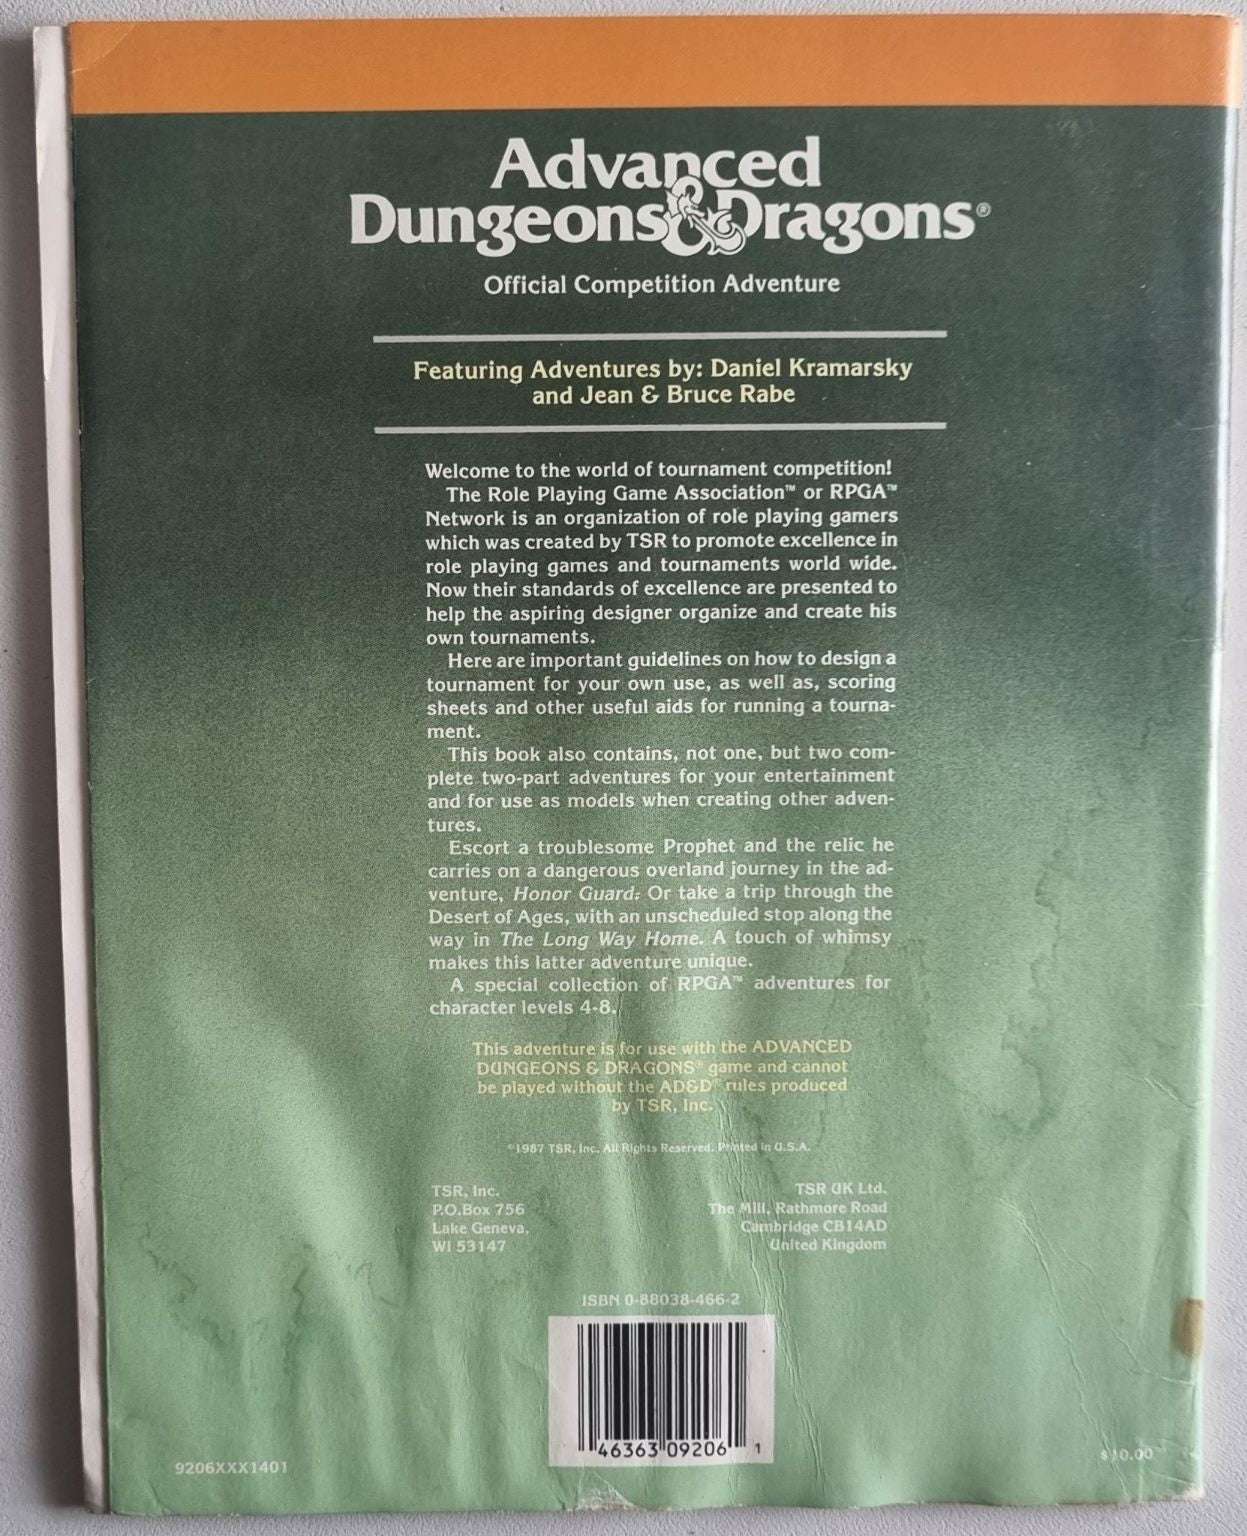 Advanced
Dungeons & Dragons®
Official Competition Adventure
Featuring Adventures by: Daniel Kramarsky
and Jean & Bruce Rabe
Welcome to the world of tournament competition!
The Role Playing Game Association™ or RPGA™
Network is an organization of role playing gamers
which was created by TSR to promote excellence in
role playing games and tournaments world wide.
Now their standards of excellence are presented to
help the aspiring designer organize and create his
own tournaments.
Here are important guidelines on how to design a
tournament for your own use, as well as, scoring
sheets and other useful aids for running a tourna-
ment.
This book also contains, not one, but two com-
plete two-part adventures for your entertainment
and for use as models when creating other adven-
tures.
Escort a troublesome Prophet and the relic he
carries on a dangerous overland journey in the ad-
venture, Honor Guard. Or take a trip through the
Desert of Ages, with an unscheduled stop along the
way in The Long Way Home. A touch of whimsy
makes this latter adventure unique.
A special collection of RPGA™ adventures for
character levels 4-8.
This adventure is for use with the ADVANCED
DUNGEONS & DRAGONS® game and cannot
be played without the AD&D® rules produced
by TSR, Inc.
©1987 TSR, Inc. All Rights Reserved. Printed in U.S.A.
TSR, Inc.
P.O.Box 756
Lake Geneva,
WI 53147
TSR UK Ltd.
The Mill, Rathmore Road
Cambridge CB14AD
United Kingdom
ISBN 0-88038-466-2
46363 09206 1
9206XXX1401
$10.00